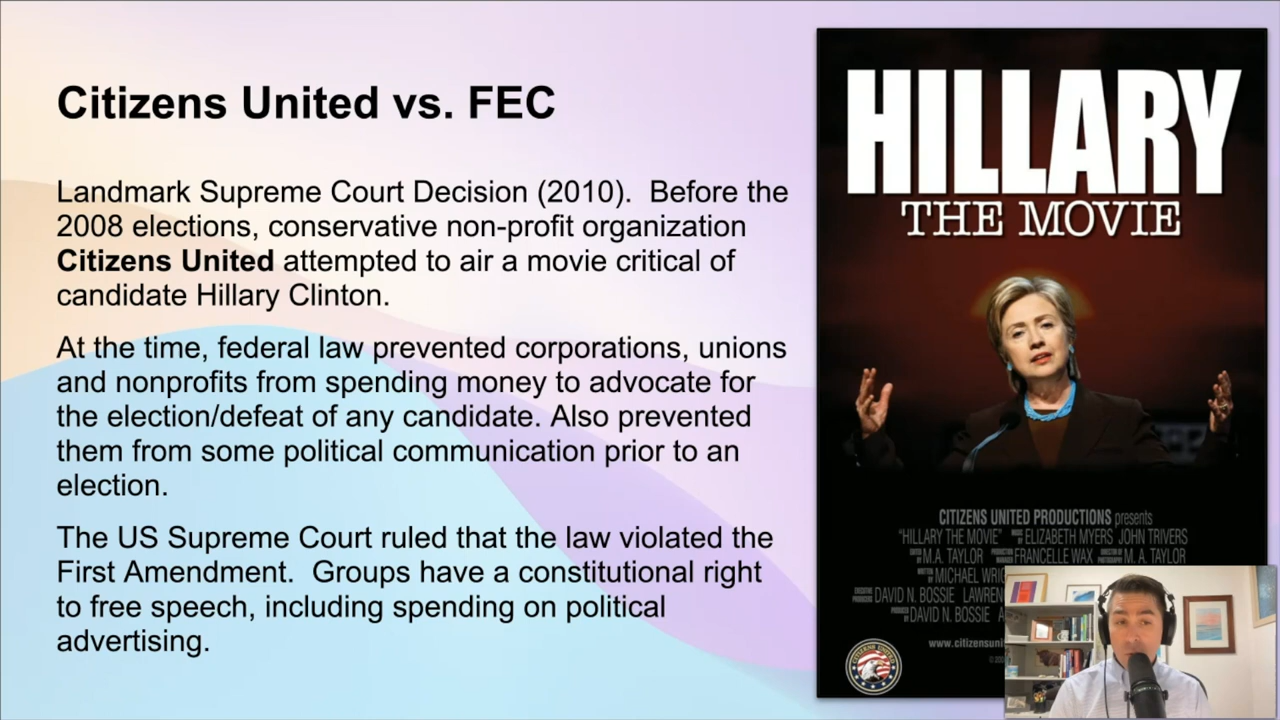 Citizens United vs. FEC
Landmark Supreme Court Decision (2010).  Before the
2008 elections, conservative non-profit organization
Citizens United attempted to air a movie critical of
candidate Hillary Clinton.
At the time, federal law prevented corporations, unions
and nonprofits from spending money to advocate for
the election/defeat of any candidate. Also prevented
them from some political communication prior to an
election.
The US Supreme Court ruled that the law violated the
First Amendment.  Groups have a constitutional right
to free speech, including spending on political
advertising.
HILLARY
THE MOVIE
CITIZENS UNITED PRODUCTIONS presents
"HILLARY THE MOVIE" ELIZABETH MYERS JOHN TRIVERS
M.A. TAYLOR FRANCELLE WAX M. A. TAYLOR
MICHAEL
DAVID N. BOSSIE
DAVID N. BOSSIE